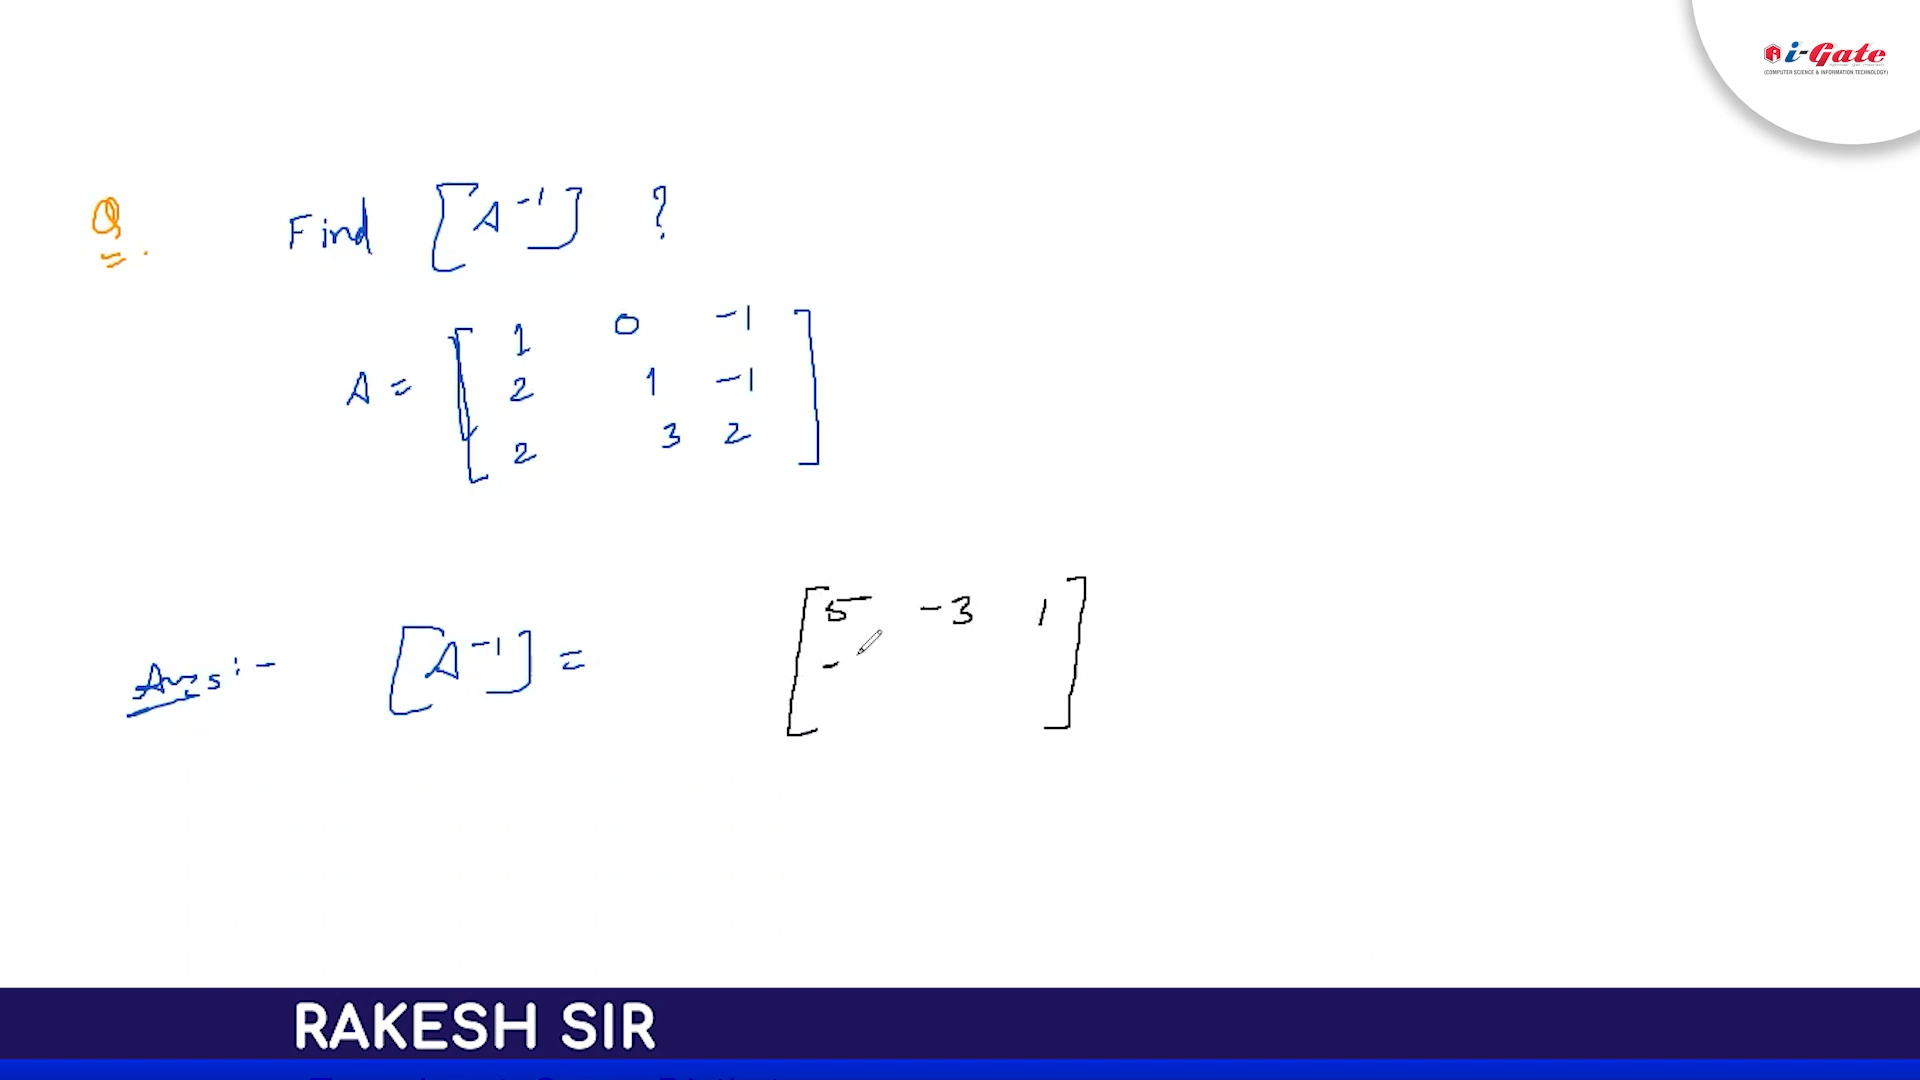 i-Gate
(COMPUTER SCIENCE & INFORMATION TECHNOLOGY)
Q. Find [A⁻¹] ?
A = [ 1 0 -1
2 1 -1
2 3 2 ]
Ans :- [A⁻¹] = [ 5 -3 1
- ]
RAKESH SIR